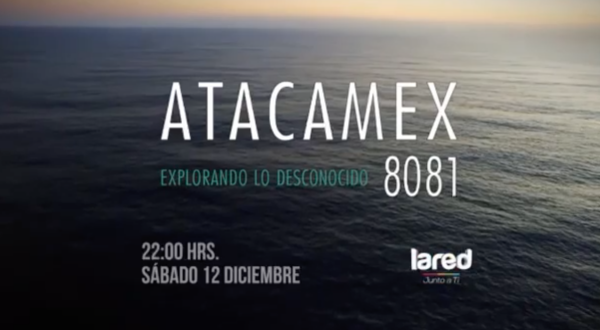 ATACAMEX
EXPLORANDO LO DESCONOCIDO 8081
22:00 HRS.
SÁBADO 12 DICIEMBRE
lared
Junto a Ti